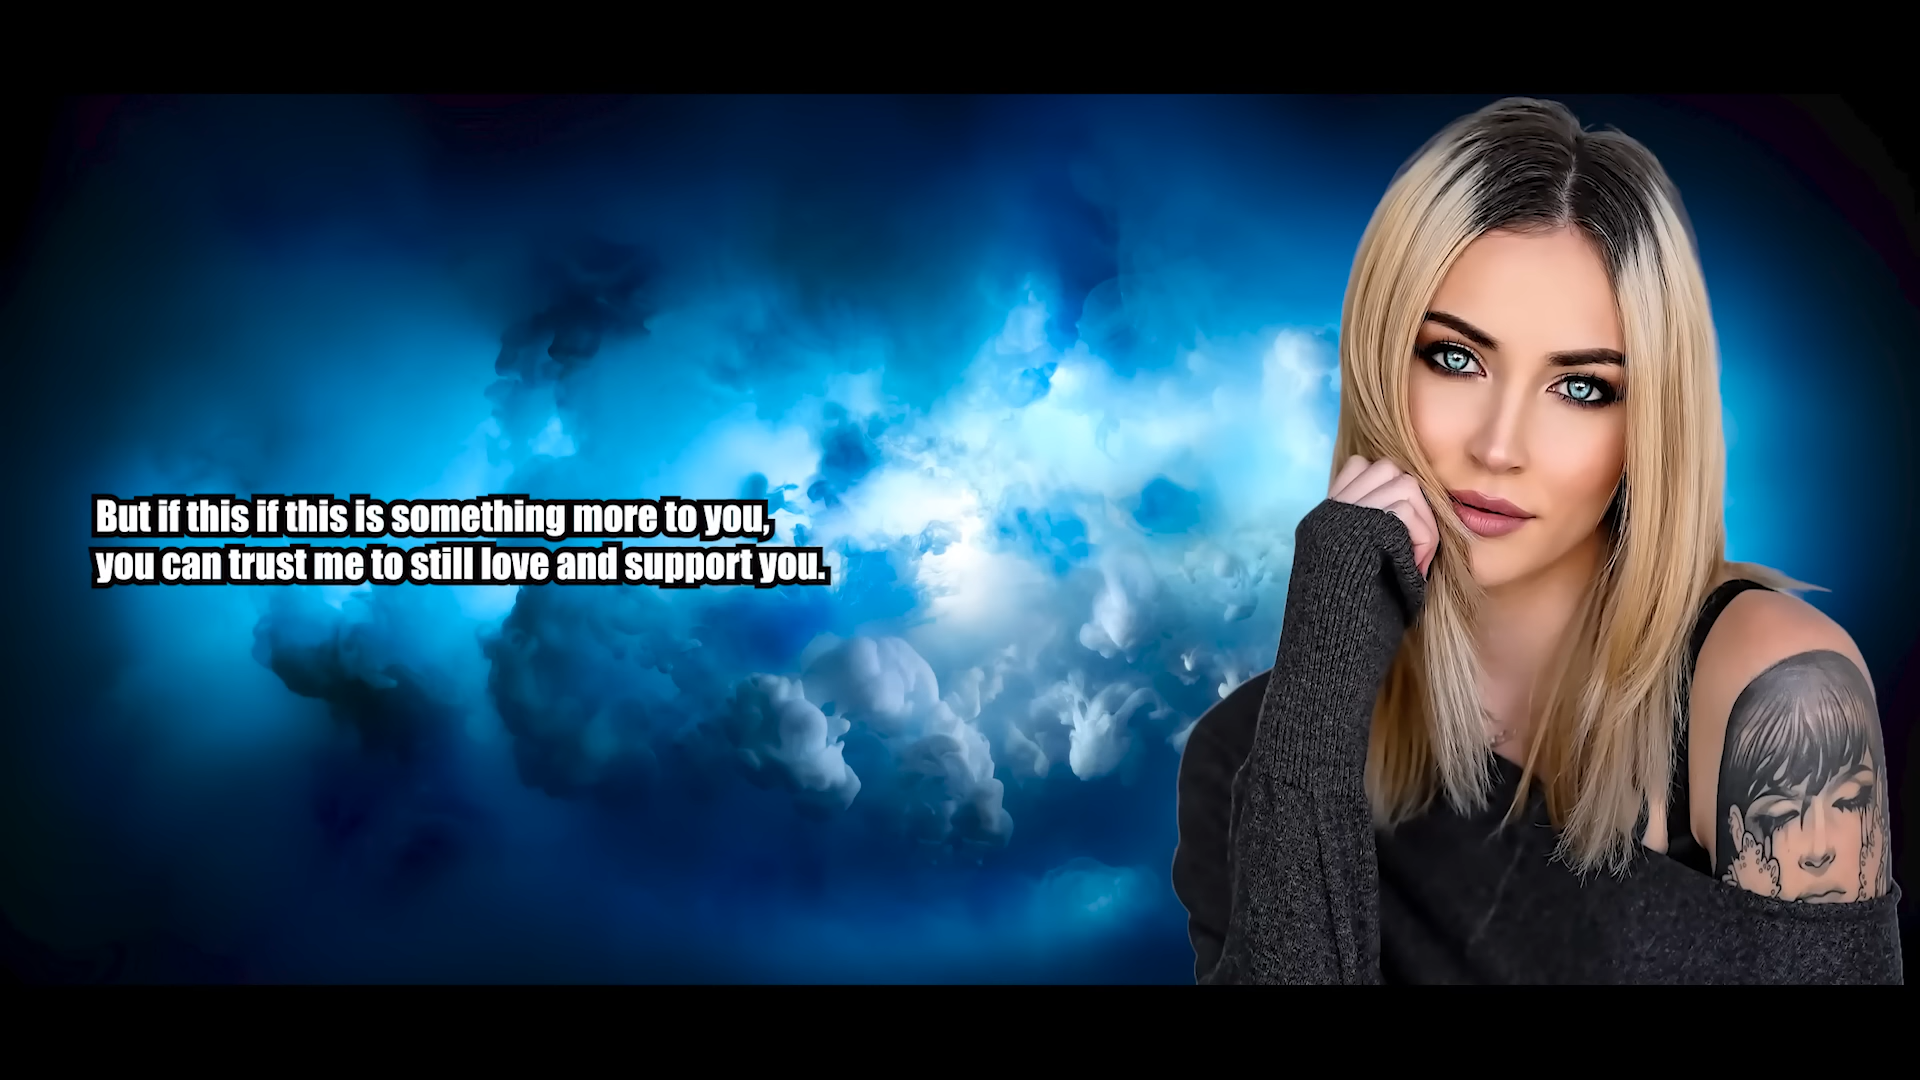 But if this if this is something more to you,
you can trust me to still love and support you.